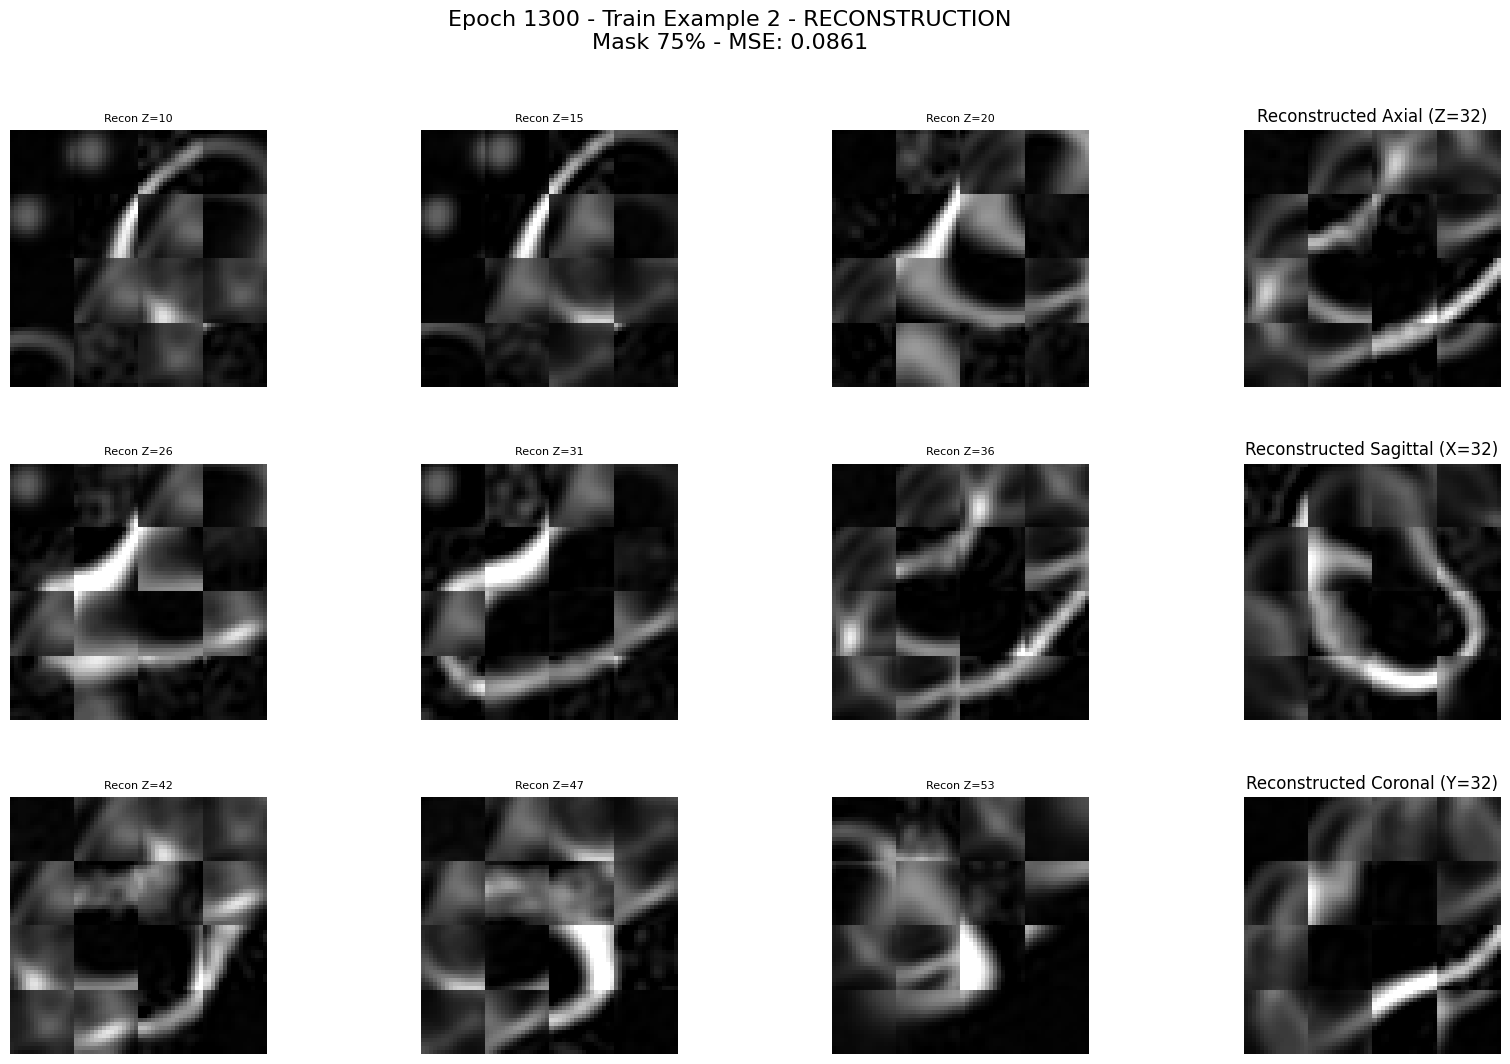 Epoch 1300 - Train Example 2 - RECONSTRUCTION
Mask 75% - MSE: 0.0861
Recon Z=10
Recon Z=15
Recon Z=20
Reconstructed Axial (Z=32)
Recon Z=26
Recon Z=31
Recon Z=36
Reconstructed Sagittal (X=32)
Recon Z=42
Recon Z=47
Recon Z=53
Reconstructed Coronal (Y=32)